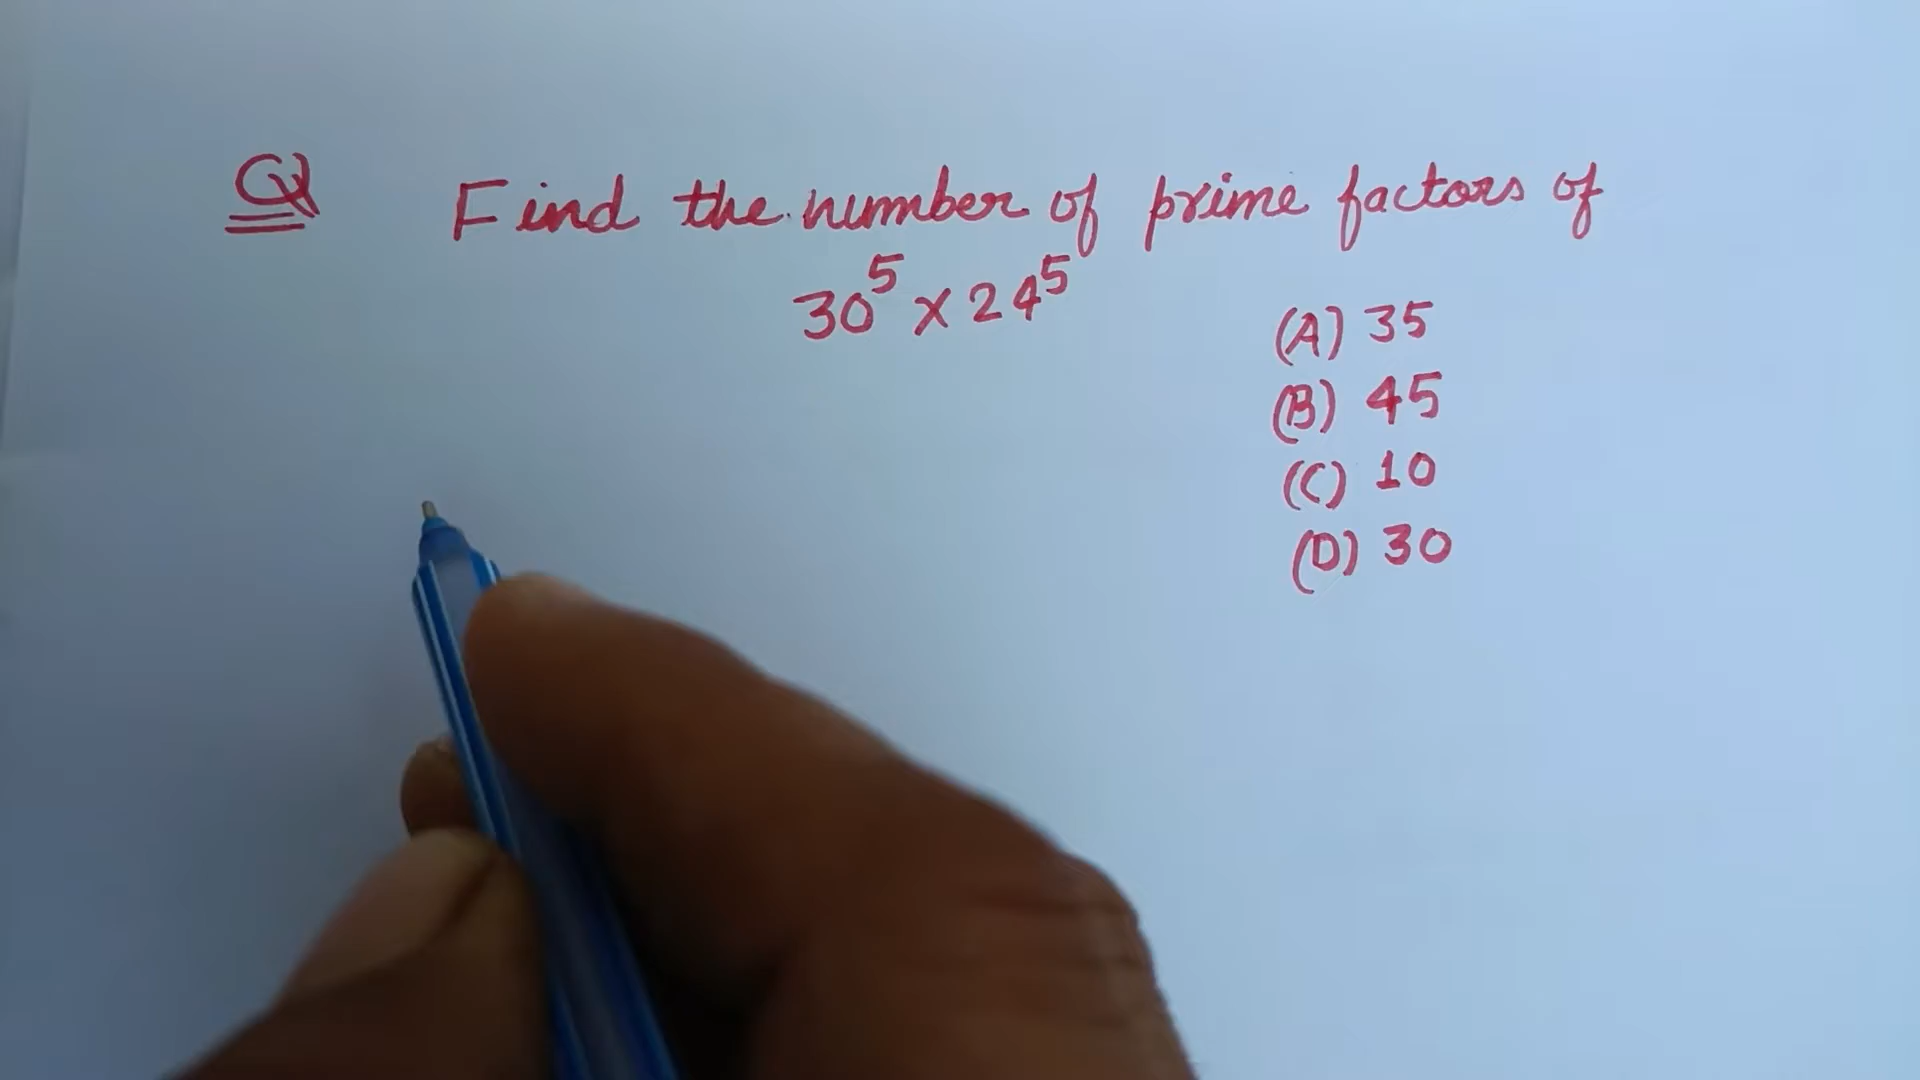 Q Find the number of prime factors of
30⁵ x 24⁵
(A) 35
(B) 45
(C) 10
(D) 30